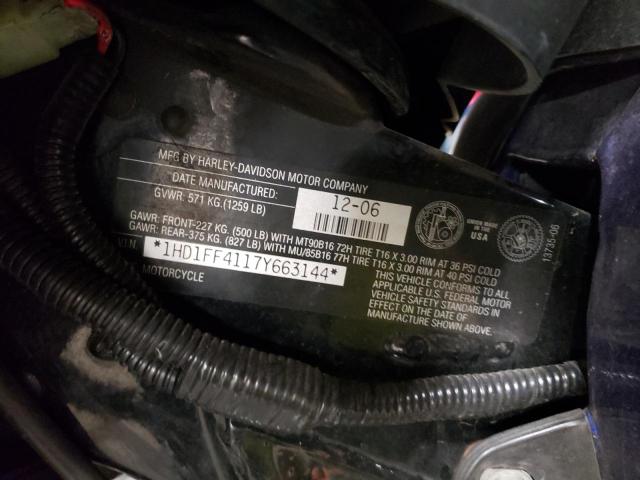 MFG BY HARLEY-DAVIDSON MOTOR COMPANY
DATE MANUFACTURED: 12-06
GVWR: 571 KG.(1259 LB)
GAWR: FRONT-227 KG. (500 LB) WITH MT90B16 72H TIRE T16 X 3.00 RIM AT 36 PSI COLD
GAWR: REAR-375 KG. (827 LB) WITH MU/85B16 77H TIRE T16 X 3.00 RIM AT 40 PSI COLD
V.I.N. *1HD1FF4117Y663144*
THIS VEHICLE CONFORMS TO ALL
APPLICABLE U.S. FEDERAL MOTOR
VEHICLE SAFETY STANDARDS IN
EFFECT ON THE DATE OF
MANUFACTURE SHOWN ABOVE.
MOTORCYCLE
USA
13735-06